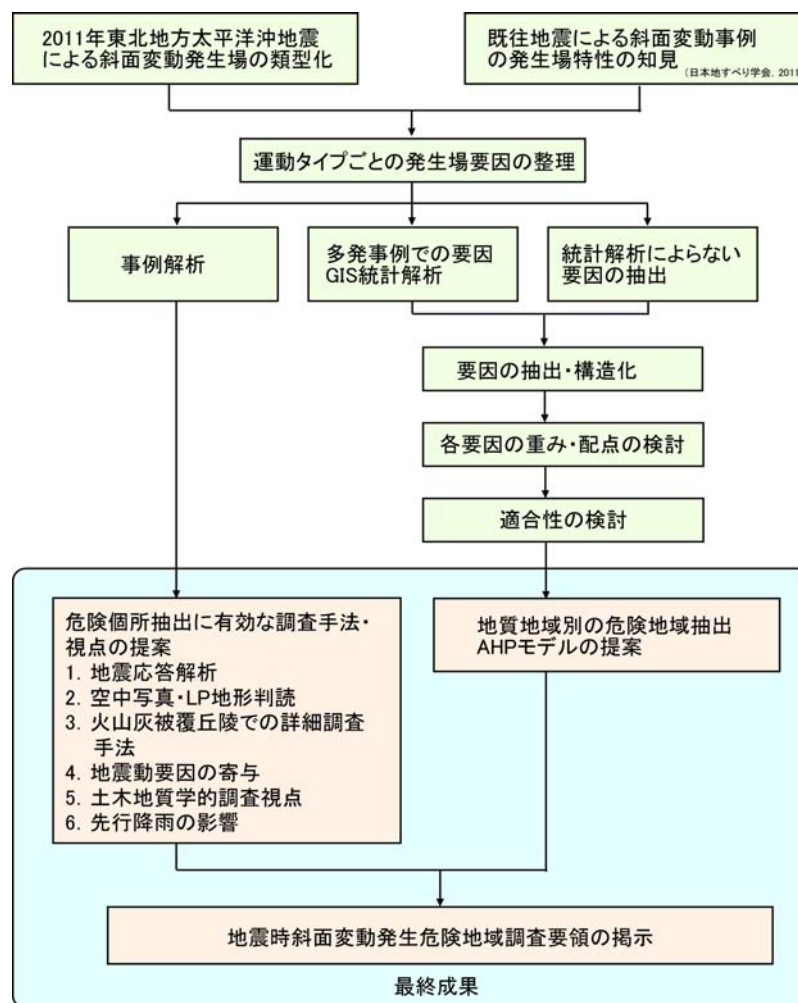 2011年東北地方太平洋沖地震
による斜面変動発生場の類型化
既往地震による斜面変動事例
の発生場特性の知見
(日本地すべり学会, 2011
運動タイプごとの発生場要因の整理
事例解析
多発事例での要因
GIS統計解析
統計解析によらない
要因の抽出
要因の抽出・構造化
各要因の重み・配点の検討
適合性の検討
危険個所抽出に有効な調査手法・
視点の提案
1. 地震応答解析
2. 空中写真・LP地形判読
3. 火山灰被覆丘陵での詳細調査
手法
4. 地震動要因の寄与
5. 土木地質学的調査視点
6. 先行降雨の影響
地質地域別の危険地域抽出
AHPモデルの提案
地震時斜面変動発生危険地域調査要領の掲示
最終成果